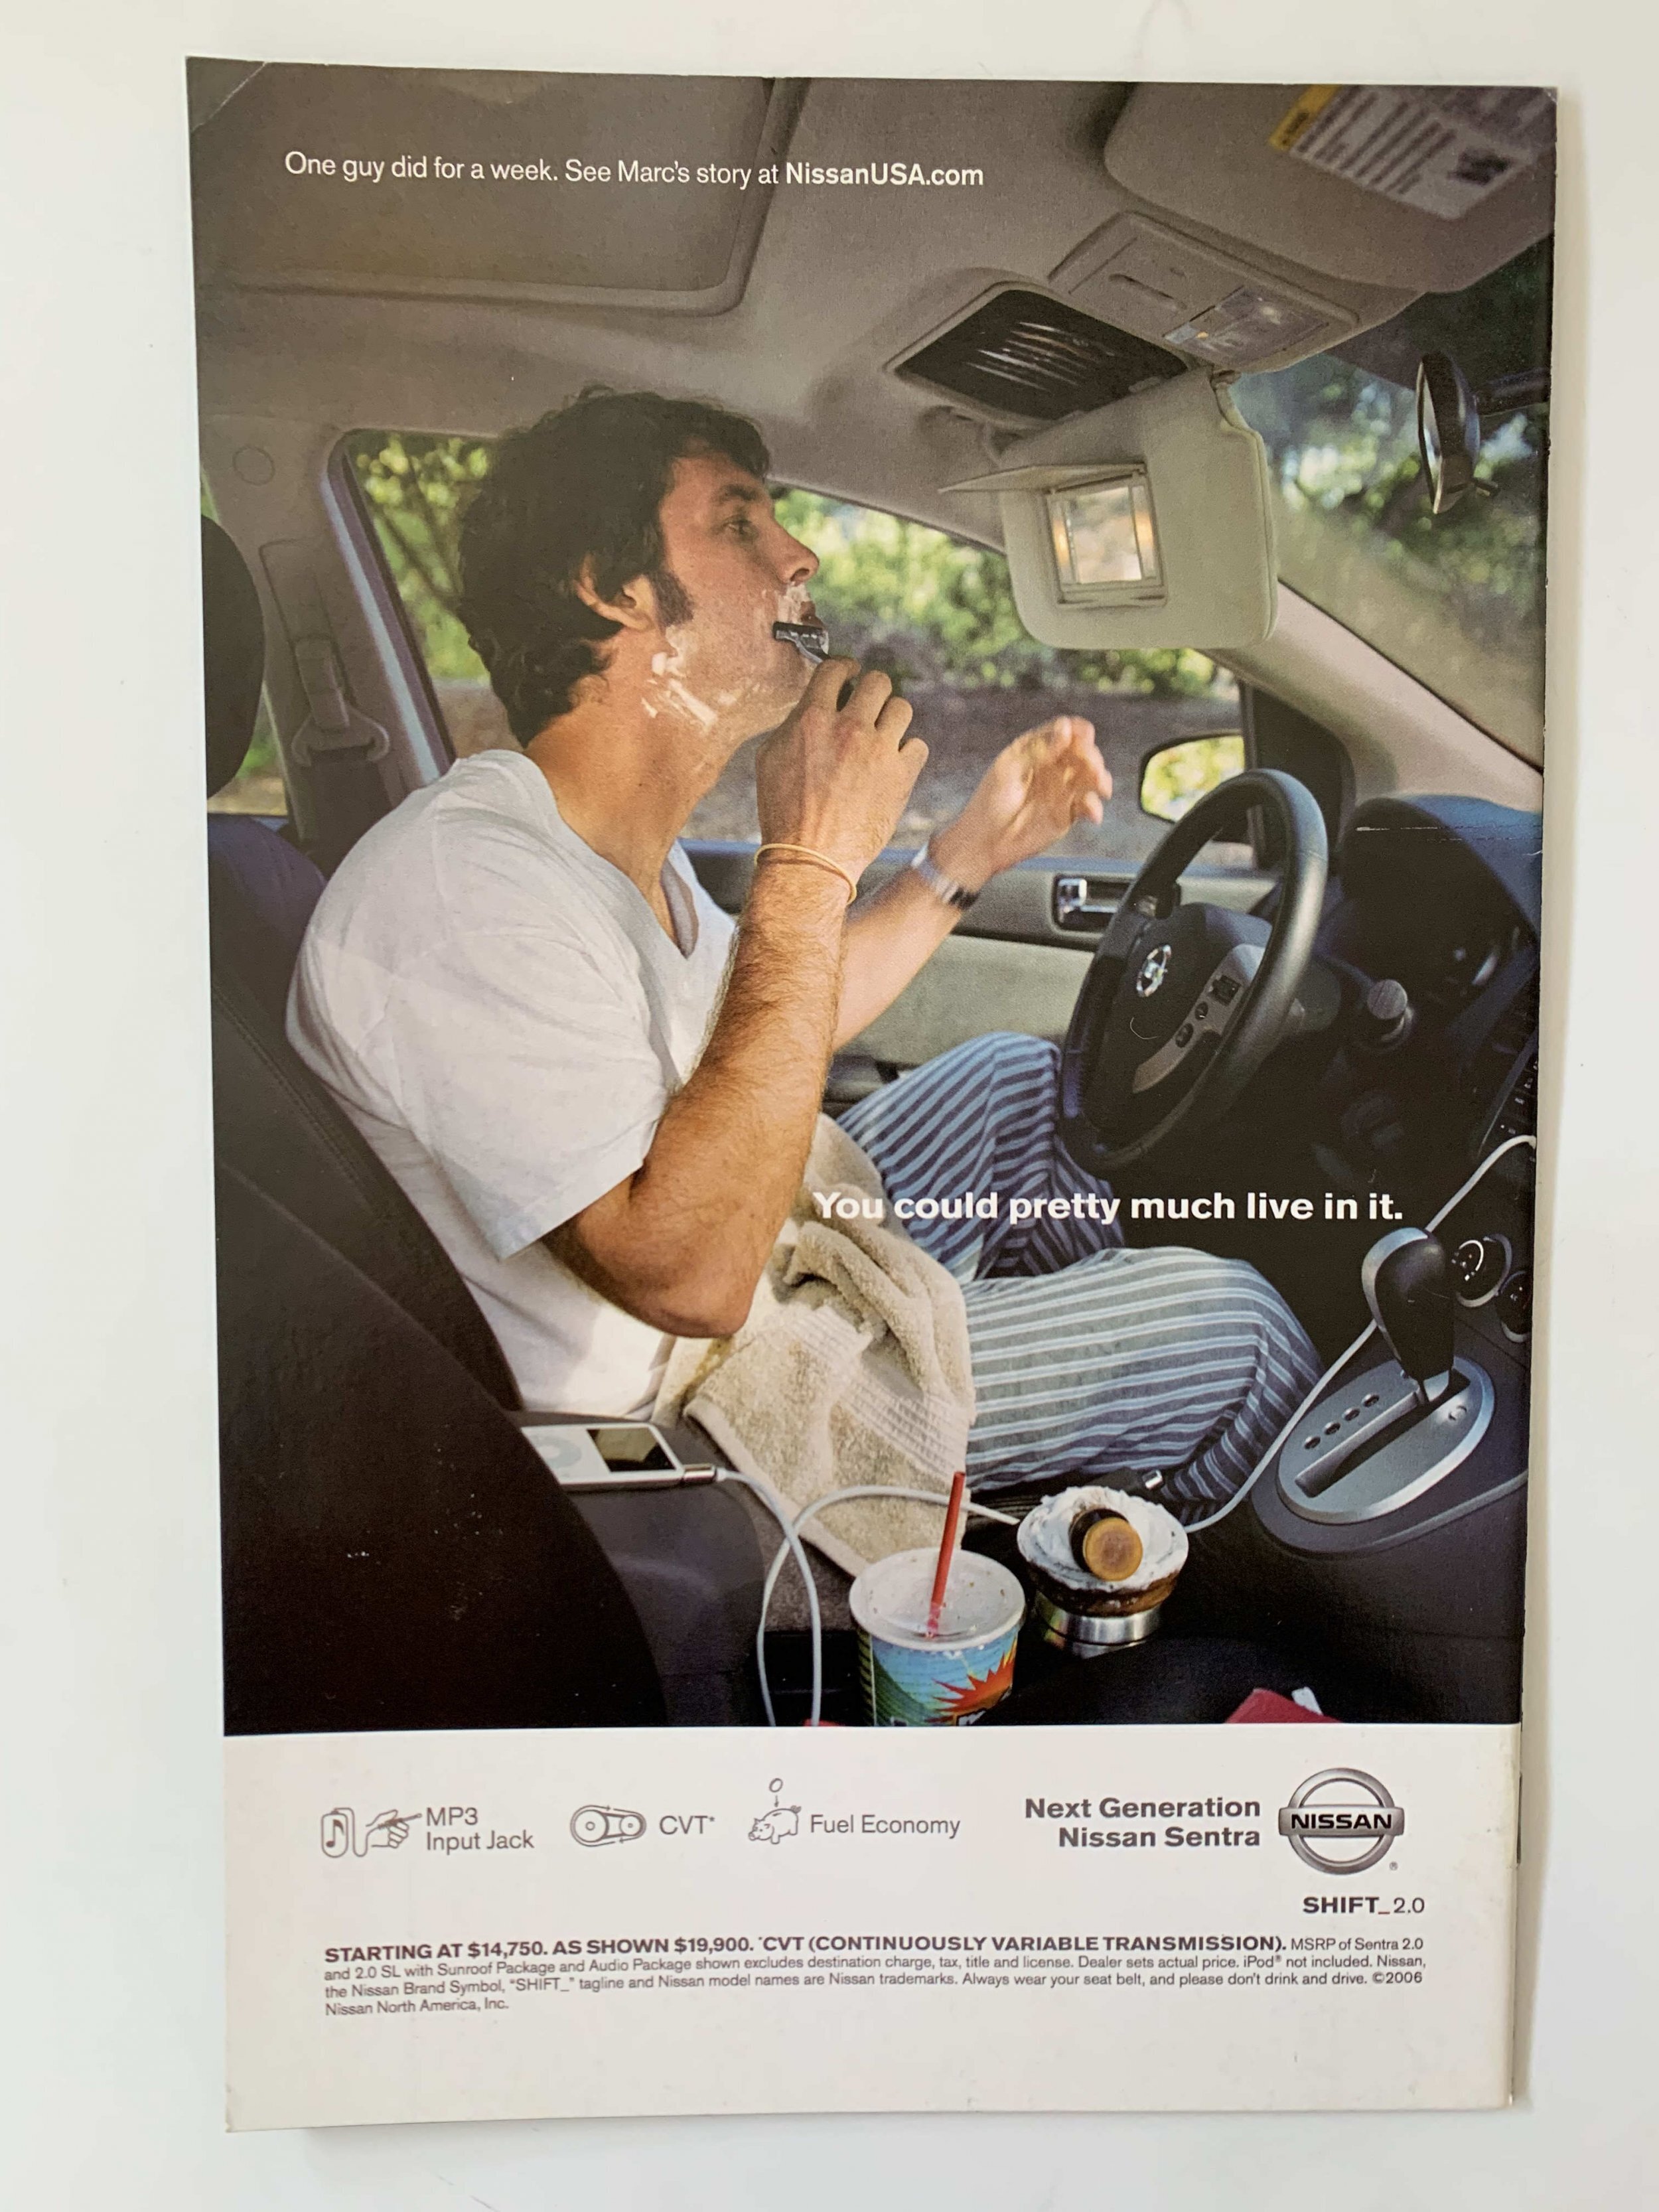 One guy did for a week. See Marc's story at NissanUSA.com
You could pretty much live in it.
MP3
Input Jack
CVT*
Fuel Economy
Next Generation
Nissan Sentra
NISSAN
®
SHIFT_2.0
STARTING AT $14,750. AS SHOWN $19,900. *CVT (CONTINUOUSLY VARIABLE TRANSMISSION). MSRP of Sentra 2.0
and 2.0 SL with Sunroof Package and Audio Package shown excludes destination charge, tax, title and license. Dealer sets actual price. iPod® not included. Nissan,
the Nissan Brand Symbol, “SHIFT_” tagline and Nissan model names are Nissan trademarks. Always wear your seat belt, and please don't drink and drive. ©2006
Nissan North America, Inc.